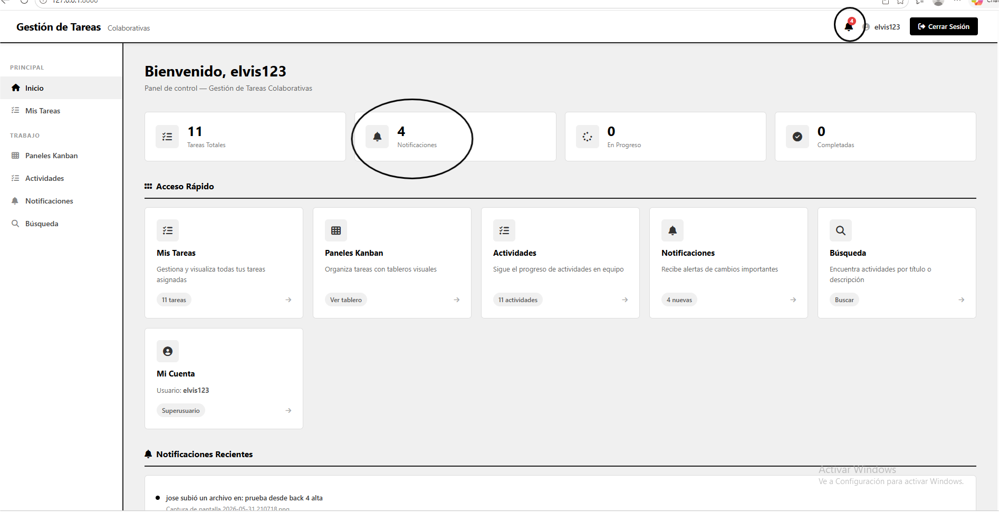 127.0.0.1:8000
Gestión de Tareas Colaborativas
4
elvis123
Cerrar Sesión
PRINCIPAL
Inicio
Mis Tareas
TRABAJO
Paneles Kanban
Actividades
Notificaciones
Búsqueda
Bienvenido, elvis123
Panel de control — Gestión de Tareas Colaborativas
11
Tareas Totales
4
Notificaciones
0
En Progreso
0
Completadas
Acceso Rápido
Mis Tareas
Gestiona y visualiza todas tus tareas
asignadas
11 tareas
Paneles Kanban
Organiza tareas con tableros visuales
Ver tablero
Actividades
Sigue el progreso de actividades en equipo
11 actividades
Notificaciones
Recibe alertas de cambios importantes
4 nuevas
Búsqueda
Encuentra actividades por título o
descripción
Buscar
Mi Cuenta
Usuario: elvis123
Superusuario
Notificaciones Recientes
jose subió un archivo en: prueba desde back 4 alta
Captura de pantalla 2026-05-31 210718.png
Activar Windows
Ve a Configuración para activar Windows.